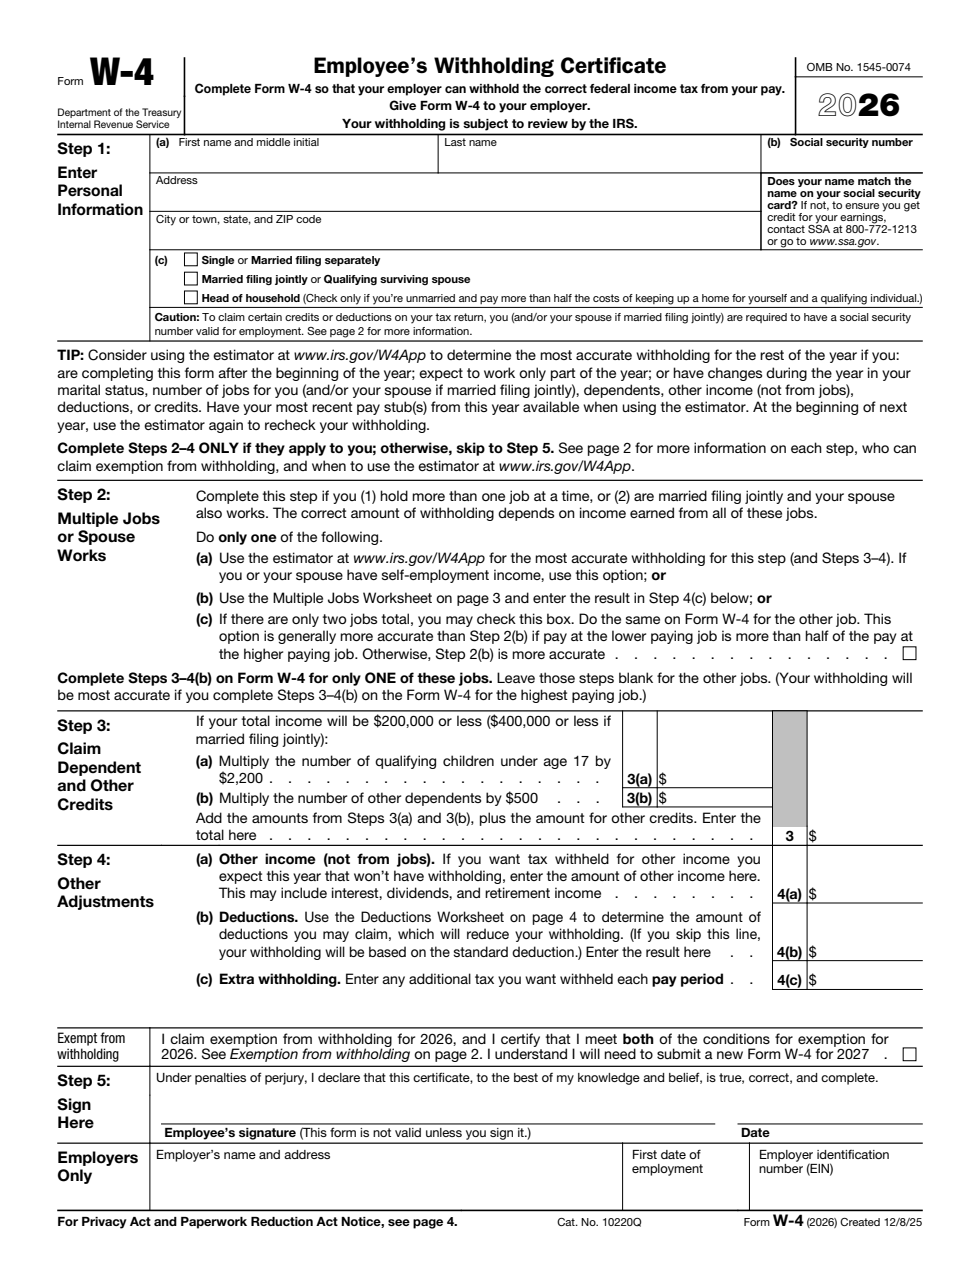 Form W-4
Department of the Treasury
Internal Revenue Service
Employee's Withholding Certificate
Complete Form W-4 so that your employer can withhold the correct federal income tax from your pay.
Give Form W-4 to your employer.
Your withholding is subject to review by the IRS.
OMB No. 1545-0074
2026
Step 1:
Enter
Personal
Information
(a) First name and middle initial
Last name
(b) Social security number
Address
City or town, state, and ZIP code
Does your name match the
name on your social security
card? If not, to ensure you get
credit for your earnings,
contact SSA at 800-772-1213
or go to www.ssa.gov.
(c) Single or Married filing separately
Married filing jointly or Qualifying surviving spouse
Head of household (Check only if you're unmarried and pay more than half the costs of keeping up a home for yourself and a qualifying individual.)
Caution: To claim certain credits or deductions on your tax return, you (and/or your spouse if married filing jointly) are required to have a social security
number valid for employment. See page 2 for more information.
TIP: Consider using the estimator at www.irs.gov/W4App to determine the most accurate withholding for the rest of the year if you:
are completing this form after the beginning of the year; expect to work only part of the year; or have changes during the year in your
marital status, number of jobs for you (and/or your spouse if married filing jointly), dependents, other income (not from jobs),
deductions, or credits. Have your most recent pay stub(s) from this year available when using the estimator. At the beginning of next
year, use the estimator again to recheck your withholding.
Complete Steps 2–4 ONLY if they apply to you; otherwise, skip to Step 5. See page 2 for more information on each step, who can
claim exemption from withholding, and when to use the estimator at www.irs.gov/W4App.
Step 2:
Multiple Jobs
or Spouse
Works
Complete this step if you (1) hold more than one job at a time, or (2) are married filing jointly and your spouse
also works. The correct amount of withholding depends on income earned from all of these jobs.
Do only one of the following.
(a) Use the estimator at www.irs.gov/W4App for the most accurate withholding for this step (and Steps 3–4). If
you or your spouse have self-employment income, use this option; or
(b) Use the Multiple Jobs Worksheet on page 3 and enter the result in Step 4(c) below; or
(c) If there are only two jobs total, you may check this box. Do the same on Form W-4 for the other job. This
option is generally more accurate than Step 2(b) if pay at the lower paying job is more than half of the pay at
the higher paying job. Otherwise, Step 2(b) is more accurate . . . . . . . . . . . . . . .
Complete Steps 3–4(b) on Form W-4 for only ONE of these jobs. Leave those steps blank for the other jobs. (Your withholding will
be most accurate if you complete Steps 3–4(b) on the Form W-4 for the highest paying job.)
Step 3:
Claim
Dependent
and Other
Credits
If your total income will be $200,000 or less ($400,000 or less if
married filing jointly):
(a) Multiply the number of qualifying children under age 17 by
$2,200 . . . . . . . . . . . . . . . . . . 3(a) $
(b) Multiply the number of other dependents by $500 . . . 3(b) $
Add the amounts from Steps 3(a) and 3(b), plus the amount for other credits. Enter the
total here . . . . . . . . . . . . . . . . . . . . . . . . . . 3 $
Step 4:
Other
Adjustments
(a) Other income (not from jobs). If you want tax withheld for other income you
expect this year that won't have withholding, enter the amount of other income here.
This may include interest, dividends, and retirement income . . . . . . . . 4(a) $
(b) Deductions. Use the Deductions Worksheet on page 4 to determine the amount of
deductions you may claim, which will reduce your withholding. (If you skip this line,
your withholding will be based on the standard deduction.) Enter the result here . . 4(b) $
(c) Extra withholding. Enter any additional tax you want withheld each pay period . . 4(c) $
Exempt from
withholding
I claim exemption from withholding for 2026, and I certify that I meet both of the conditions for exemption for
2026. See Exemption from withholding on page 2. I understand I will need to submit a new Form W-4 for 2027 .
Step 5:
Sign
Here
Under penalties of perjury, I declare that this certificate, to the best of my knowledge and belief, is true, correct, and complete.
Employee's signature (This form is not valid unless you sign it.)
Date
Employers
Only
Employer's name and address
First date of
employment
Employer identification
number (EIN)
For Privacy Act and Paperwork Reduction Act Notice, see page 4.
Cat. No. 10220Q
Form W-4 (2026) Created 12/8/25